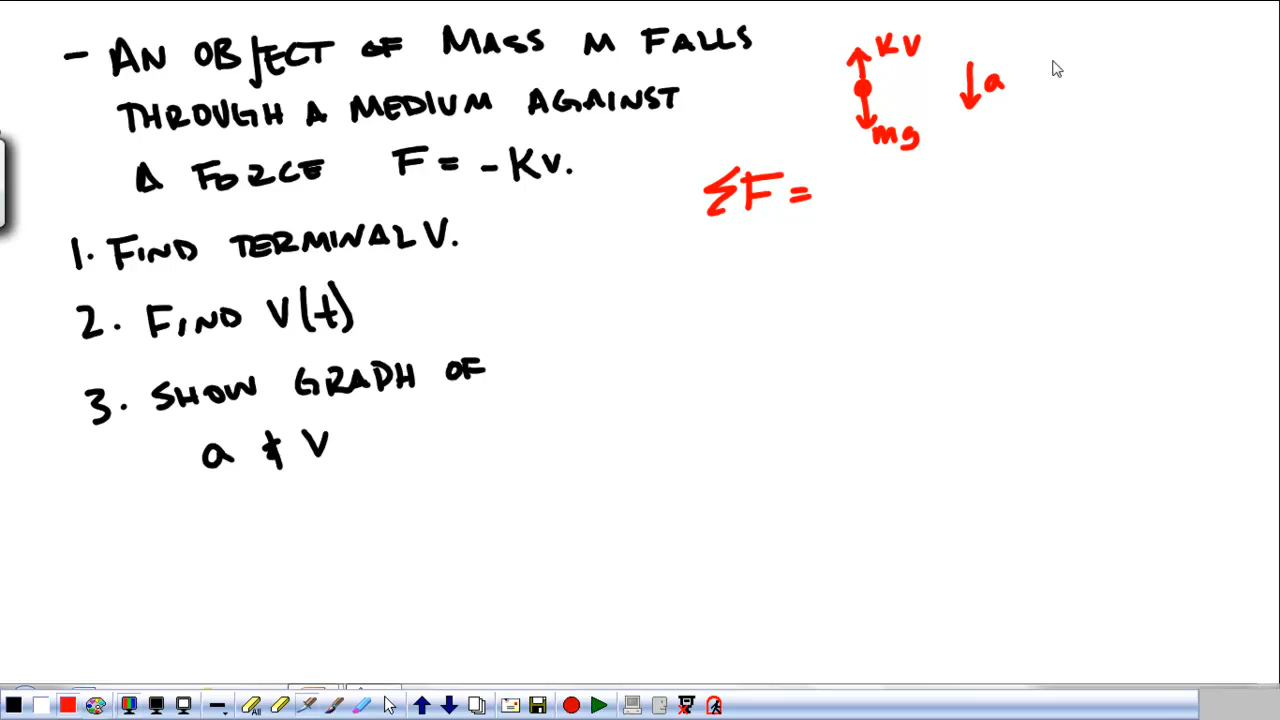 - AN OBJECT OF MASS M FALLS
THROUGH A MEDIUM AGAINST
A FORCE F = -KV.
1. FIND TERMINAL V.
2. FIND V(t)
3. SHOW GRAPH OF
a & V
KV
a
mg
ΣF =
All